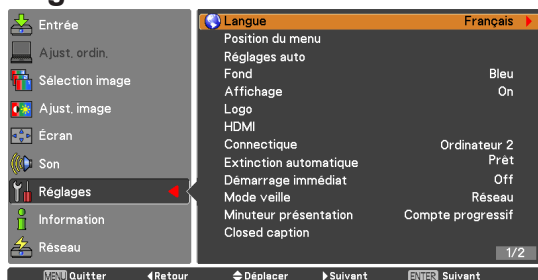 Entrée
Ajust. ordin.
Sélection image
Ajust. image
Écran
Son
Réglages
Information
Réseau
Langue Français
Position du menu
Réglages auto
Fond Bleu
Affichage On
Logo
HDMI
Connectique Ordinateur 2
Extinction automatique Prêt
Démarrage immédiat Off
Mode veille Réseau
Minuteur présentation Compte progressif
Closed caption
1/2
MENU Quitter Retour Déplacer Suivant ENTER Suivant